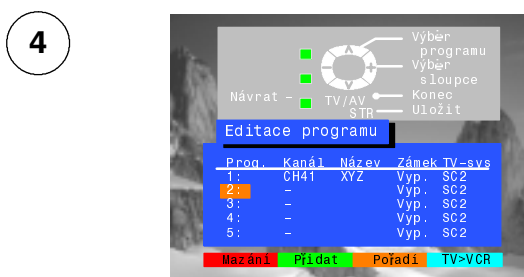 4
Výběr
programu
Výběr
sloupce
Návrat –
TV/AV
Konec
STR
Uložit
Editace programu
Prog. Kanál Název Zámek TV–sys
1: CH41 XYZ Vyp. SC2
2: – Vyp. SC2
3: – Vyp. SC2
4: – Vyp. SC2
5: – Vyp. SC2
Mazání Přidat Pořadí TV>VCR